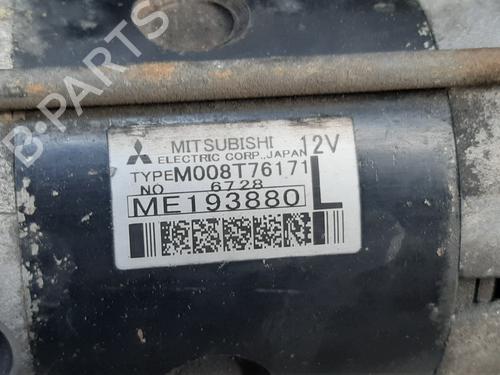 B-PARTS
MITSUBISHI 12V
ELECTRIC CORP.,JAPAN
TYPE M008T76171
NO 6728
ME193880 L